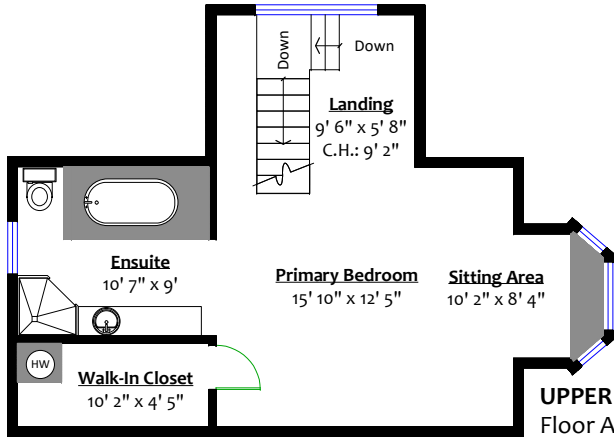 Down
Down
Landing
9' 6" x 5' 8"
C.H.: 9' 2"
Ensuite
10' 7" x 9'
Primary Bedroom
15' 10" x 12' 5"
Sitting Area
10' 2" x 8' 4"
HW
Walk-In Closet
10' 2" x 4' 5"
UPPER
Floor A